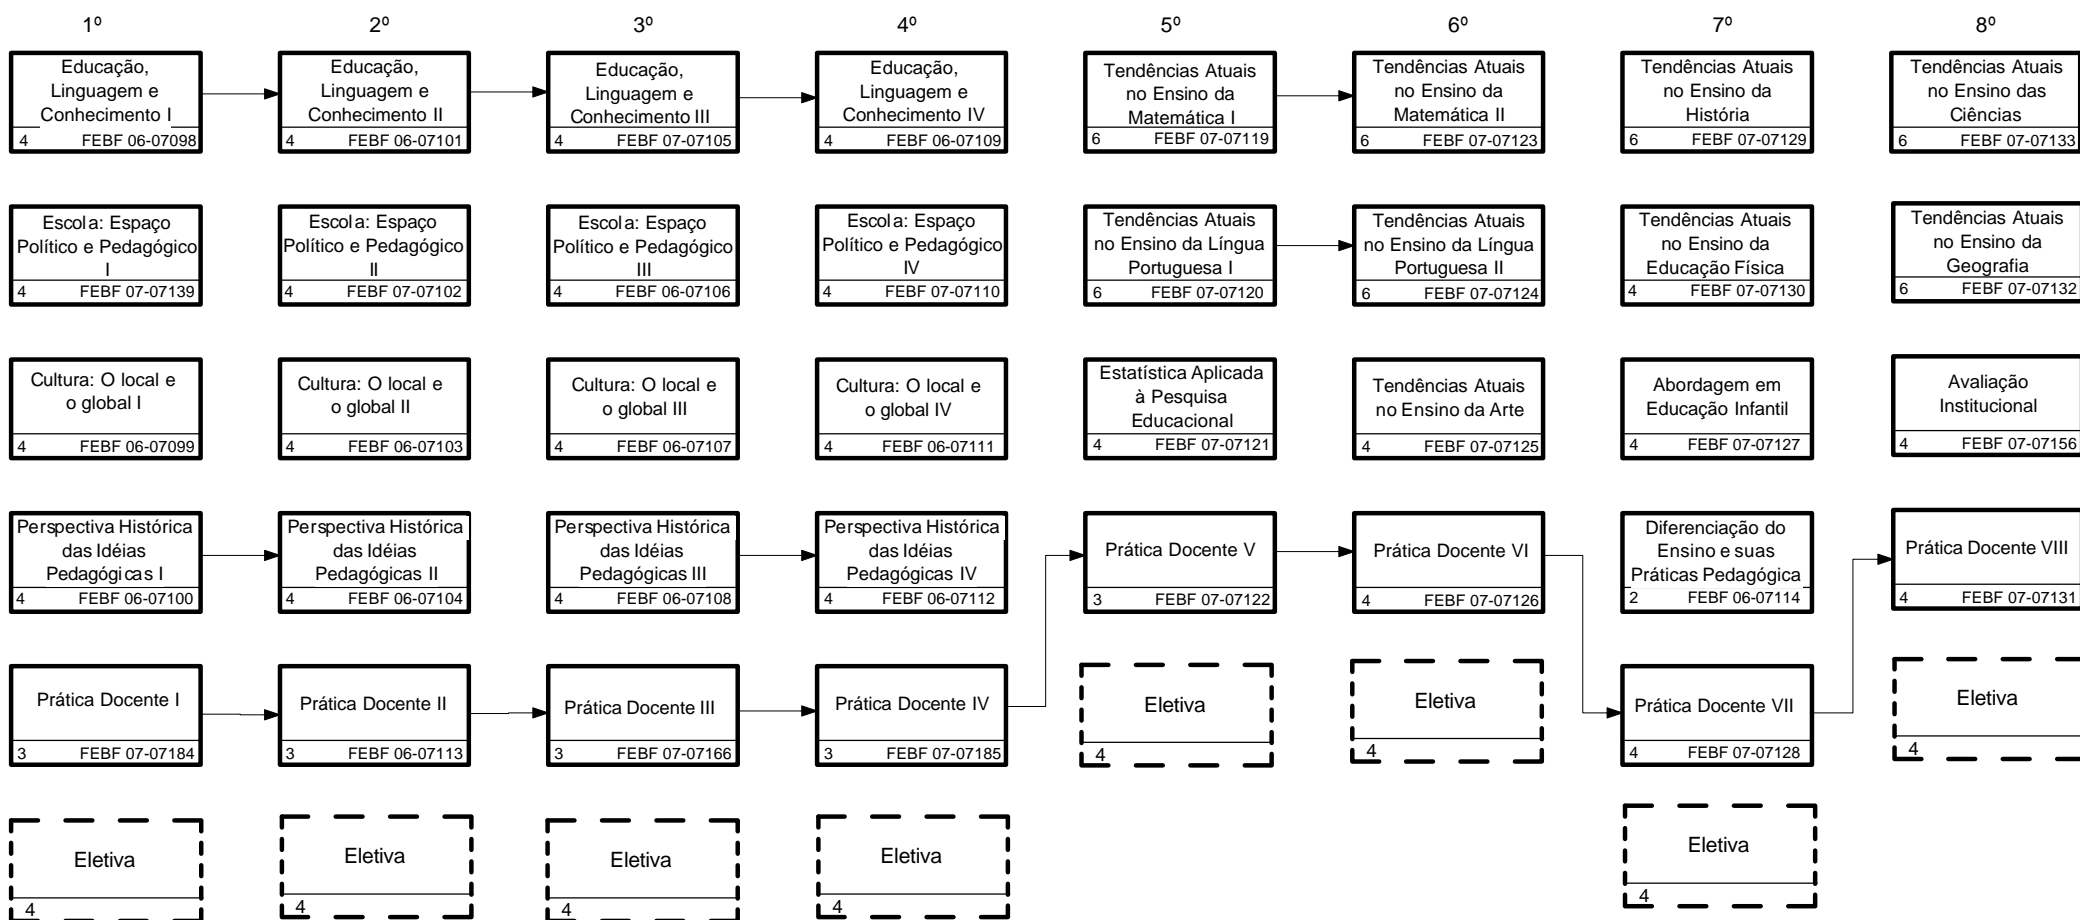 1º
2º
3º
4º
5º
6º
7º
8º
Educação,
Linguagem e
Conhecimento I
4 FEBF 06-07098
Educação,
Linguagem e
Conhecimento II
4 FEBF 06-07101
Educação,
Linguagem e
Conhecimento III
4 FEBF 07-07105
Educação,
Linguagem e
Conhecimento IV
4 FEBF 06-07109
Tendências Atuais
no Ensino da
Matemática I
6 FEBF 07-07119
Tendências Atuais
no Ensino da
Matemática II
6 FEBF 07-07123
Tendências Atuais
no Ensino da
História
6 FEBF 07-07129
Tendências Atuais
no Ensino das
Ciências
6 FEBF 07-07133
Escola: Espaço
Político e Pedagógico
I
4 FEBF 07-07139
Escola: Espaço
Político e Pedagógico
II
4 FEBF 07-07102
Escola: Espaço
Político e Pedagógico
III
4 FEBF 06-07106
Escola: Espaço
Político e Pedagógico
IV
4 FEBF 07-07110
Tendências Atuais
no Ensino da Língua
Portuguesa I
6 FEBF 07-07120
Tendências Atuais
no Ensino da Língua
Portuguesa II
6 FEBF 07-07124
Tendências Atuais
no Ensino da
Educação Física
4 FEBF 07-07130
Tendências Atuais
no Ensino da
Geografia
6 FEBF 07-07132
Cultura: O local e
o global I
4 FEBF 06-07099
Cultura: O local e
o global II
4 FEBF 06-07103
Cultura: O local e
o global III
4 FEBF 06-07107
Cultura: O local e
o global IV
4 FEBF 06-07111
Estatística Aplicada
à Pesquisa
Educacional
4 FEBF 07-07121
Tendências Atuais
no Ensino da Arte
4 FEBF 07-07125
Abordagem em
Educação Infantil
4 FEBF 07-07127
Avaliação
Institucional
4 FEBF 07-07156
Perspectiva Histórica
das Idéias
Pedagógicas I
4 FEBF 06-07100
Perspectiva Histórica
das Idéias
Pedagógicas II
4 FEBF 06-07104
Perspectiva Histórica
das Idéias
Pedagógicas III
4 FEBF 06-07108
Perspectiva Histórica
das Idéias
Pedagógicas IV
4 FEBF 06-07112
Prática Docente V
3 FEBF 07-07122
Prática Docente VI
4 FEBF 07-07126
Diferenciação do
Ensino e suas
Práticas Pedagógica
2 FEBF 06-07114
Prática Docente VIII
4 FEBF 07-07131
Prática Docente I
3 FEBF 07-07184
Prática Docente II
3 FEBF 06-07113
Prática Docente III
3 FEBF 07-07166
Prática Docente IV
3 FEBF 07-07185
Eletiva
4
Eletiva
4
Prática Docente VII
4 FEBF 07-07128
Eletiva
4
Eletiva
4
Eletiva
4
Eletiva
4
Eletiva
4
Eletiva
4